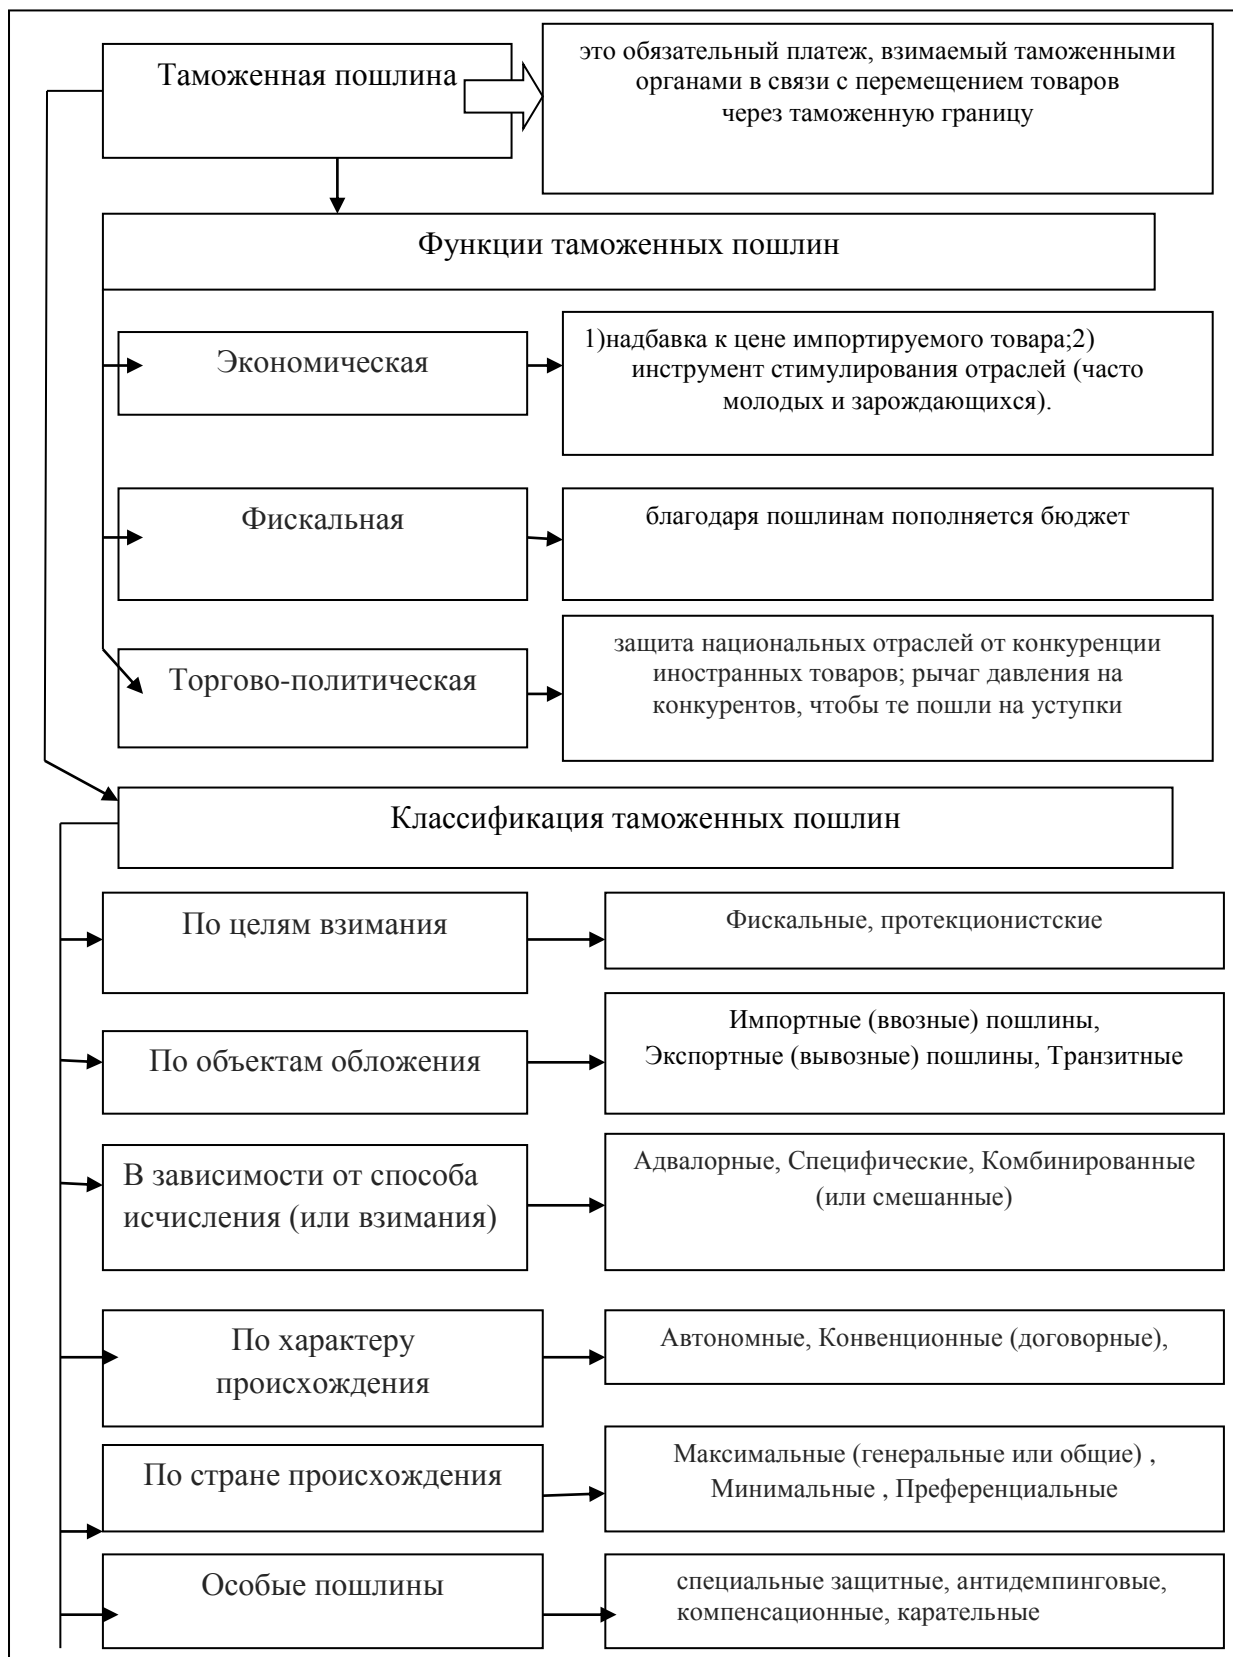 Таможенная пошлина
это обязательный платеж, взимаемый таможенными
органами в связи с перемещением товаров
через таможенную границу
Функции таможенных пошлин
Экономическая
1)надбавка к цене импортируемого товара;2)
инструмент стимулирования отраслей (часто
молодых и зарождающихся).
Фискальная
благодаря пошлинам пополняется бюджет
Торгово-политическая
защита национальных отраслей от конкуренции
иностранных товаров; рычаг давления на
конкурентов, чтобы те пошли на уступки
Классификация таможенных пошлин
По целям взимания
Фискальные, протекционистские
По объектам обложения
Импортные (ввозные) пошлины,
Экспортные (вывозные) пошлины, Транзитные
В зависимости от способа
исчисления (или взимания)
Адвалорные, Специфические, Комбинированные
(или смешанные)
По характеру
происхождения
Автономные, Конвенционные (договорные),
По стране происхождения
Максимальные (генеральные или общие) ,
Минимальные , Преференциальные
Особые пошлины
специальные защитные, антидемпинговые,
компенсационные, карательные